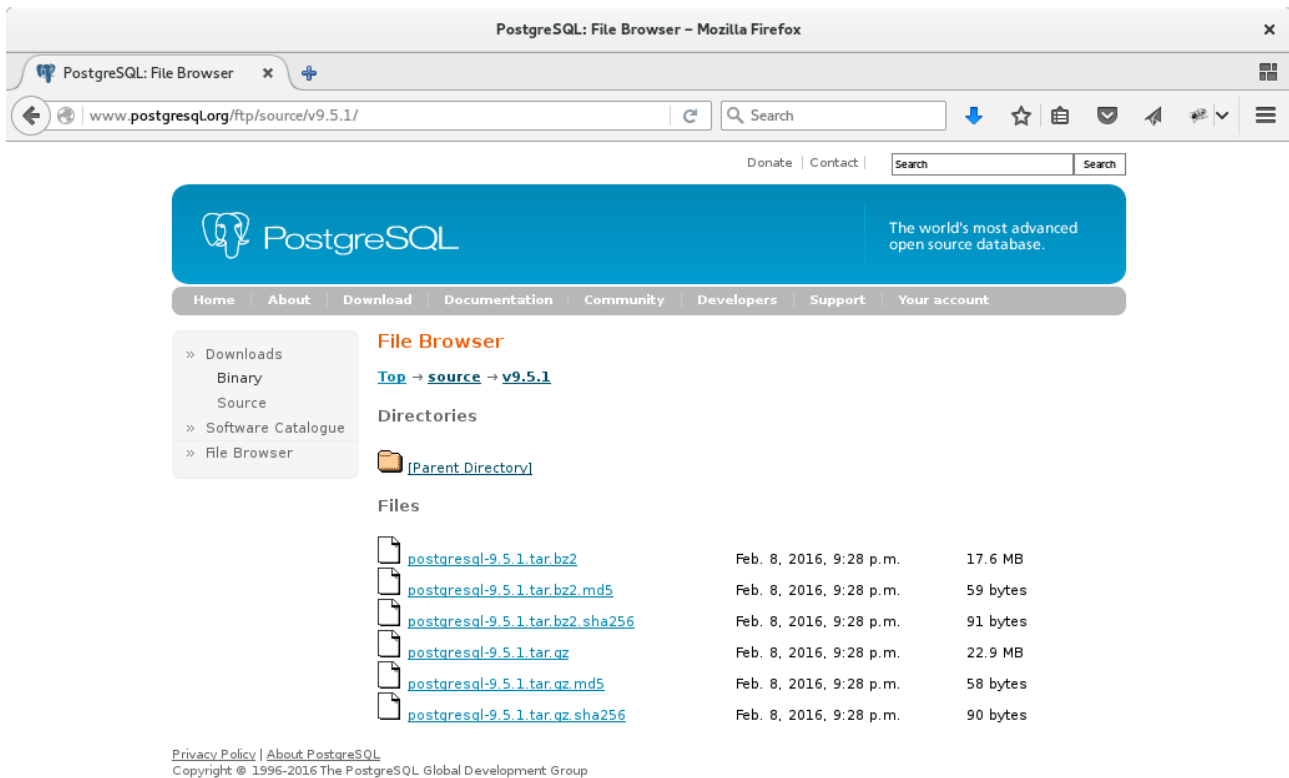 PostgreSQL: File Browser – Mozilla Firefox
PostgreSQL: File Browser
www.postgresql.org/ftp/source/v9.5.1/
Search
Donate | Contact |
Search
Search
PostgreSQL
The world's most advanced
open source database.
Home | About | Download | Documentation | Community | Developers | Support | Your account
» Downloads
Binary
Source
» Software Catalogue
» File Browser
File Browser
Top → source → v9.5.1
Directories
[Parent Directory]
Files
postgresql-9.5.1.tar.bz2 Feb. 8, 2016, 9:28 p.m. 17.6 MB
postgresql-9.5.1.tar.bz2.md5 Feb. 8, 2016, 9:28 p.m. 59 bytes
postgresql-9.5.1.tar.bz2.sha256 Feb. 8, 2016, 9:28 p.m. 91 bytes
postgresql-9.5.1.tar.gz Feb. 8, 2016, 9:28 p.m. 22.9 MB
postgresql-9.5.1.tar.gz.md5 Feb. 8, 2016, 9:28 p.m. 58 bytes
postgresql-9.5.1.tar.gz.sha256 Feb. 8, 2016, 9:28 p.m. 90 bytes
Privacy Policy | About PostgreSQL
Copyright © 1996-2016 The PostgreSQL Global Development Group